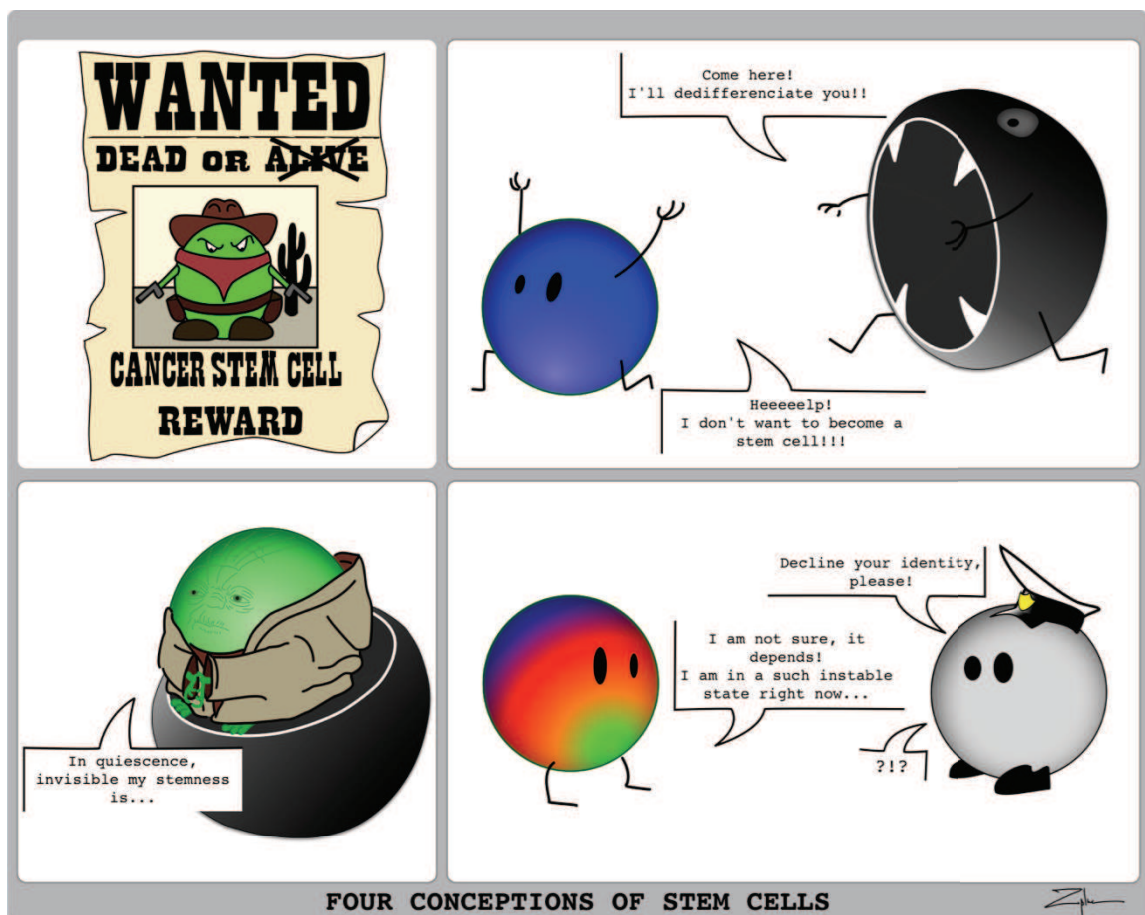 WANTED
DEAD OR ALIVE
CANCER STEM CELL
REWARD
Come here!
I'll dedifferenciate you!!
Heeeeelp!
I don't want to become a
stem cell!!!
In quiescence,
invisible my stemness
is...
Decline your identity,
please!
I am not sure, it
depends!
I am in a such instable
state right now...
?!?
FOUR CONCEPTIONS OF STEM CELLS